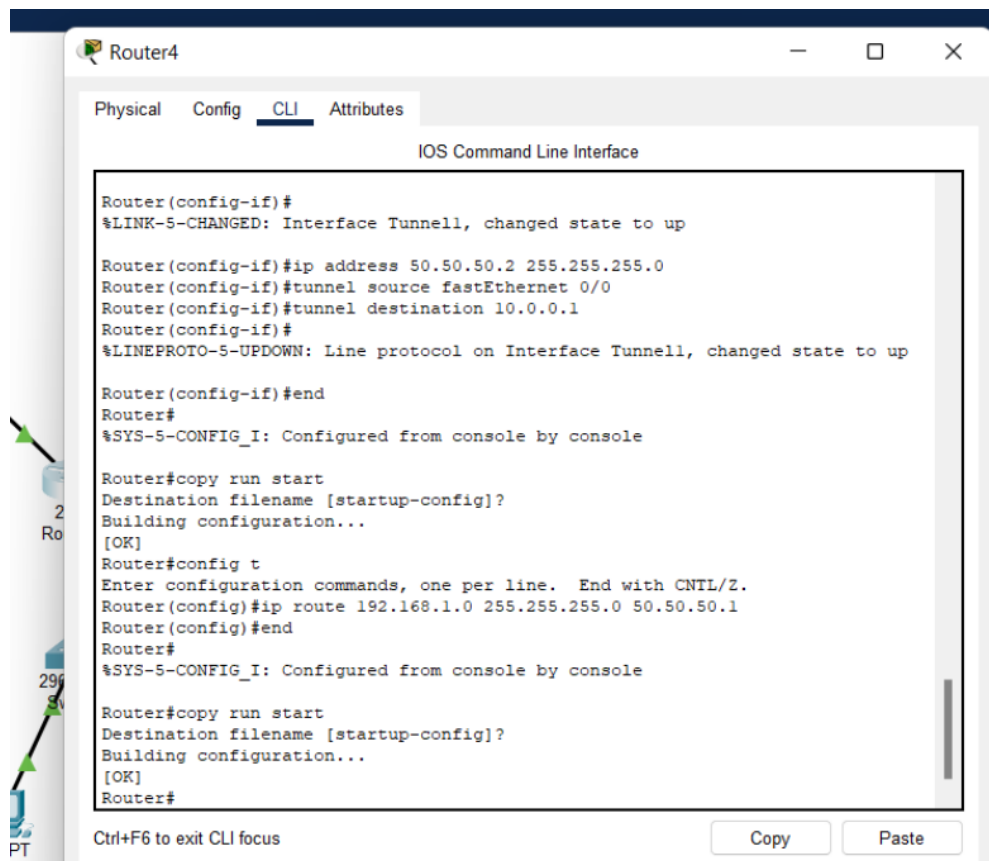 Router4
Physical Config CLI Attributes
IOS Command Line Interface
Router(config-if)#
%LINK-5-CHANGED: Interface Tunnel1, changed state to up
Router(config-if)#ip address 50.50.50.2 255.255.255.0
Router(config-if)#tunnel source fastEthernet 0/0
Router(config-if)#tunnel destination 10.0.0.1
Router(config-if)#
%LINEPROTO-5-UPDOWN: Line protocol on Interface Tunnel1, changed state to up
Router(config-if)#end
Router#
%SYS-5-CONFIG_I: Configured from console by console
Router#copy run start
Destination filename [startup-config]?
Building configuration...
[OK]
Router#config t
Enter configuration commands, one per line.  End with CNTL/Z.
Router(config)#ip route 192.168.1.0 255.255.255.0 50.50.50.1
Router(config)#end
Router#
%SYS-5-CONFIG_I: Configured from console by console
Router#copy run start
Destination filename [startup-config]?
Building configuration...
[OK]
Router#
Ctrl+F6 to exit CLI focus
Copy Paste
2
Ro
296
PT